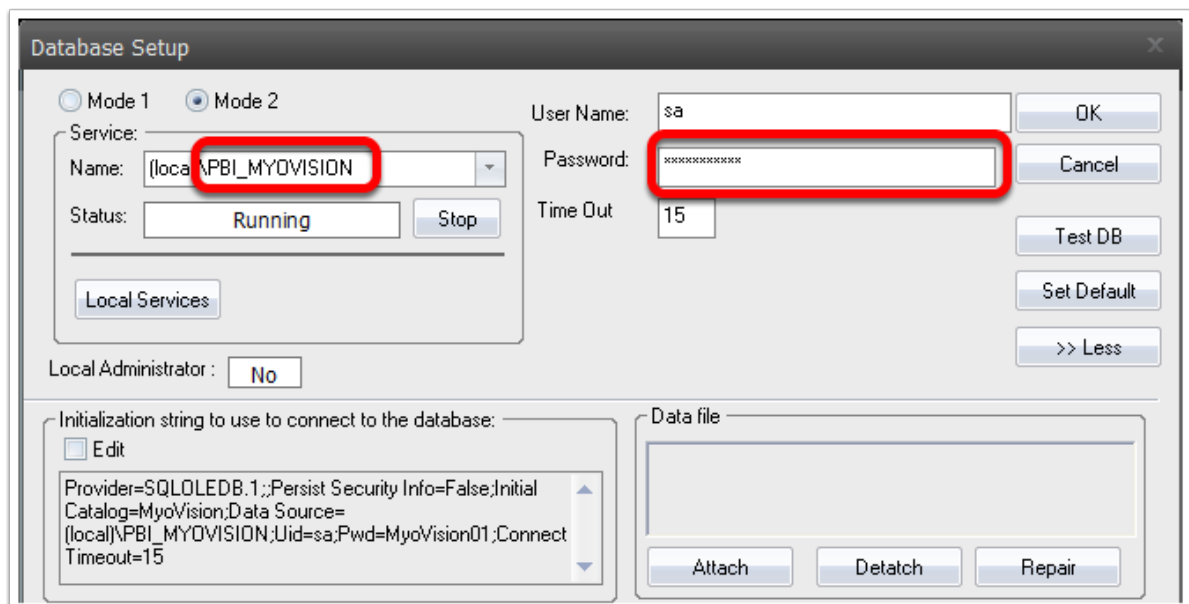 Database Setup x
Mode 1 Mode 2
Service:
Name: (local)\PBI_MYOVISION
Status: Running Stop
Local Services
Local Administrator : No
User Name: sa
Password: ***********
Time Out 15
OK
Cancel
Test DB
Set Default
>> Less
Initialization string to use to connect to the database:
Edit
Provider=SQLOLEDB.1;;Persist Security Info=False;Initial
Catalog=MyoVision;Data Source=
(local)\PBI_MYOVISION;Uid=sa;Pwd=MyoVision01;Connect
Timeout=15
Data file
Attach Detatch Repair